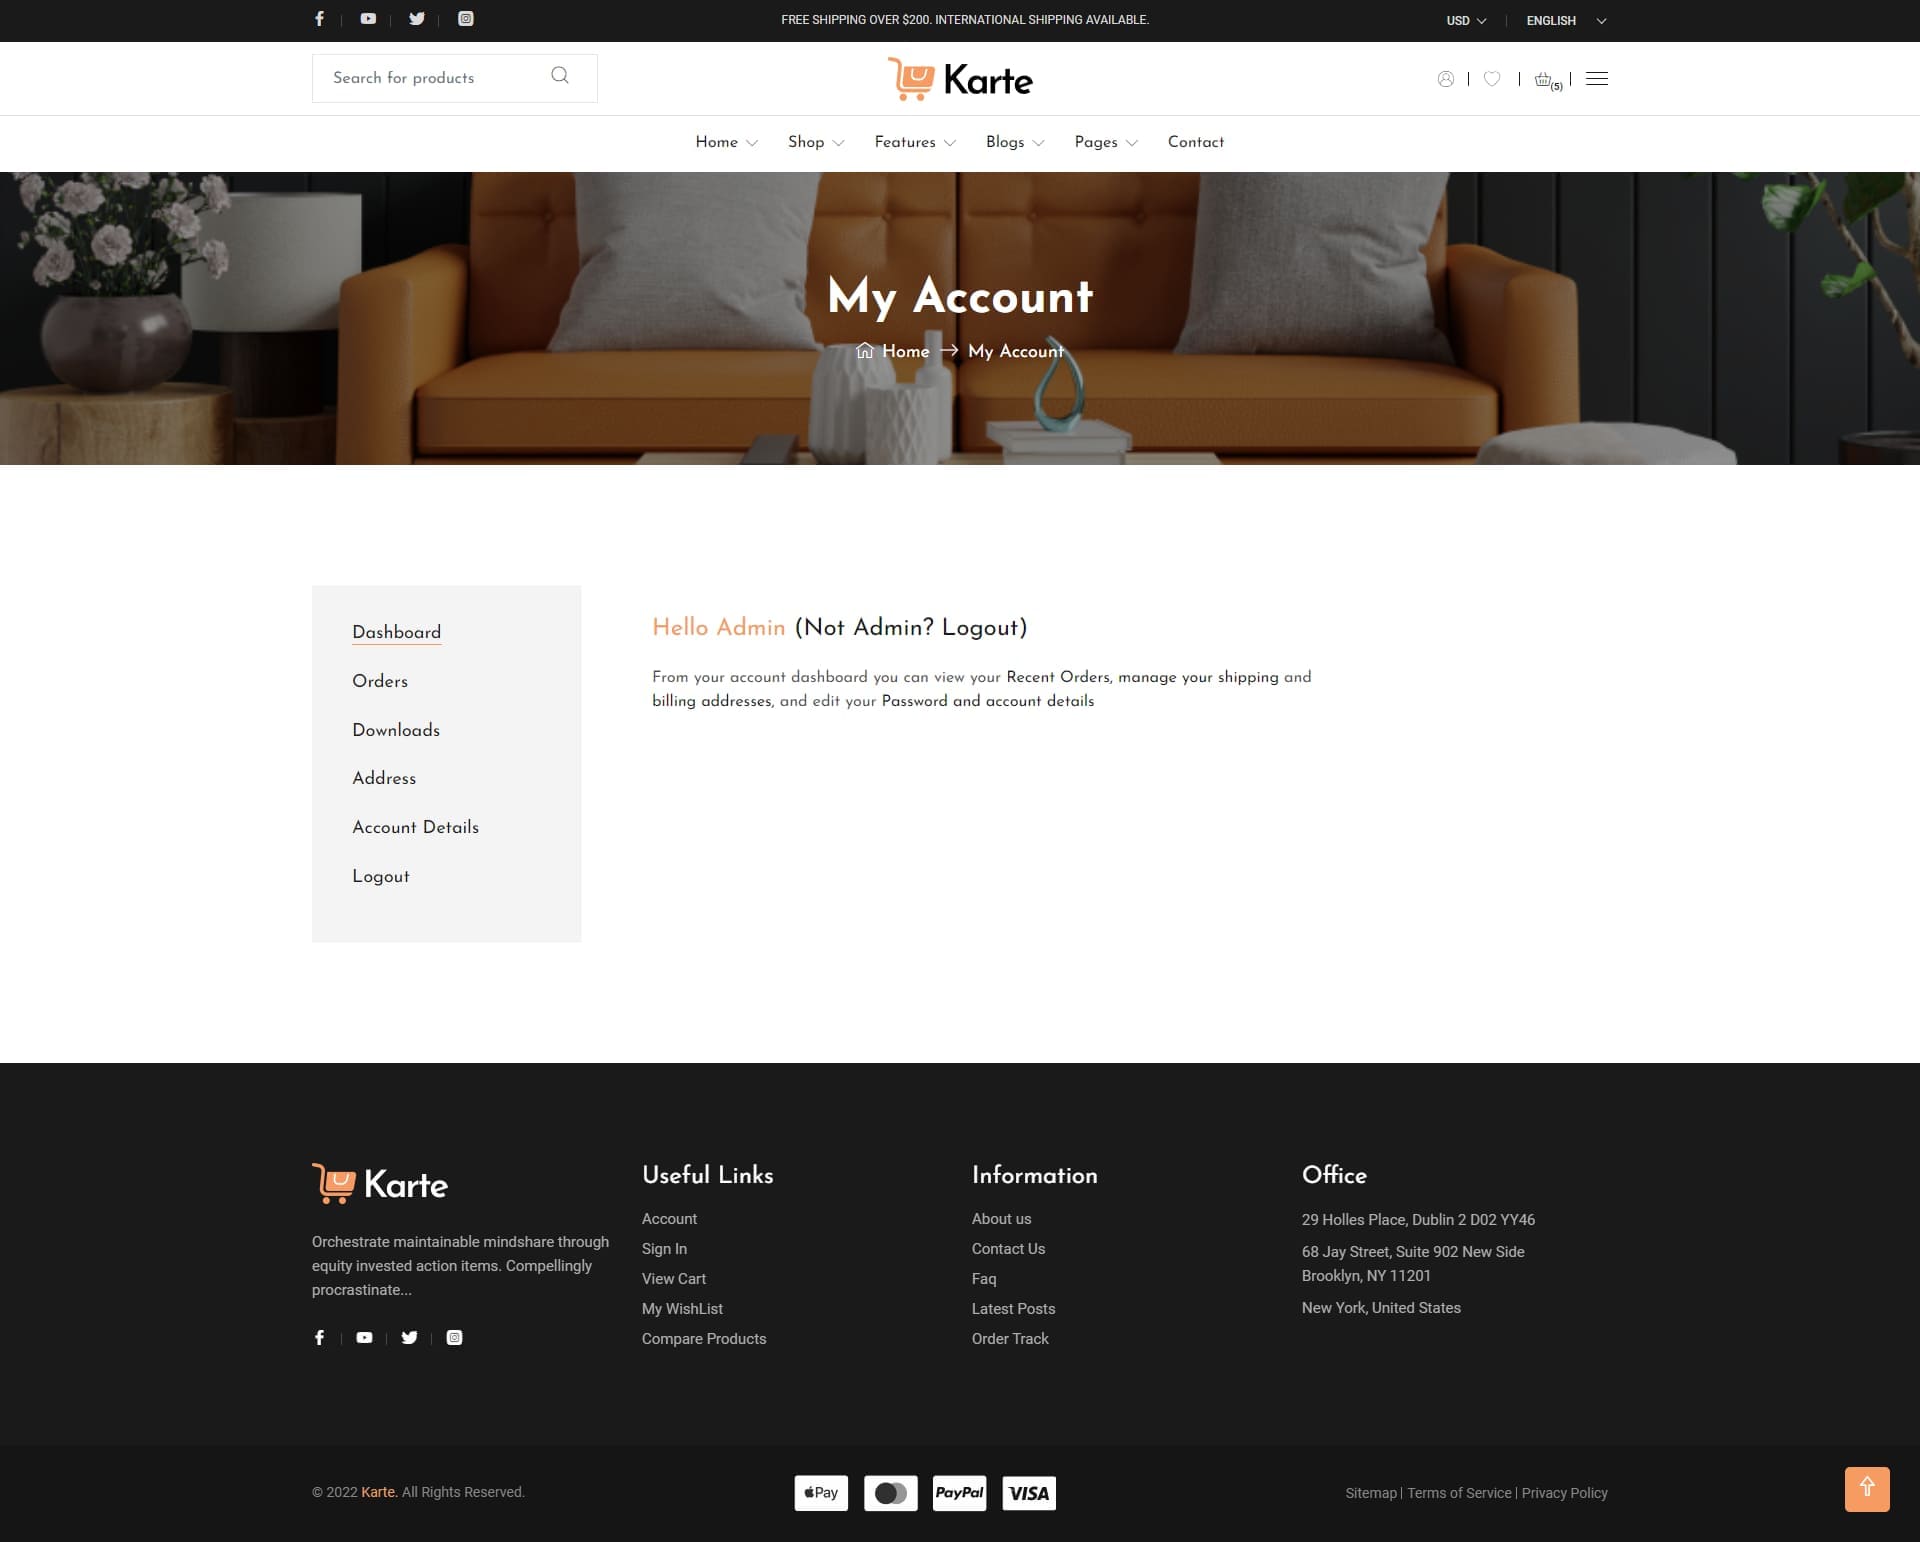 FREE SHIPPING OVER $200. INTERNATIONAL SHIPPING AVAILABLE.
USD
ENGLISH
Search for products
Karte
(5)
Home
Shop
Features
Blogs
Pages
Contact
My Account
Home
My Account
Dashboard
Orders
Downloads
Address
Account Details
Logout
Hello Admin (Not Admin? Logout)
From your account dashboard you can view your Recent Orders, manage your shipping and
billing addresses, and edit your Password and account details
Karte
Orchestrate maintainable mindshare through
equity invested action items. Compellingly
procrastinate...
Useful Links
Account
Sign In
View Cart
My WishList
Compare Products
Information
About us
Contact Us
Faq
Latest Posts
Order Track
Office
29 Holles Place, Dublin 2 D02 YY46
68 Jay Street, Suite 902 New Side
Brooklyn, NY 11201
New York, United States
© 2022 Karte. All Rights Reserved.
Pay
PayPal
VISA
Sitemap | Terms of Service | Privacy Policy